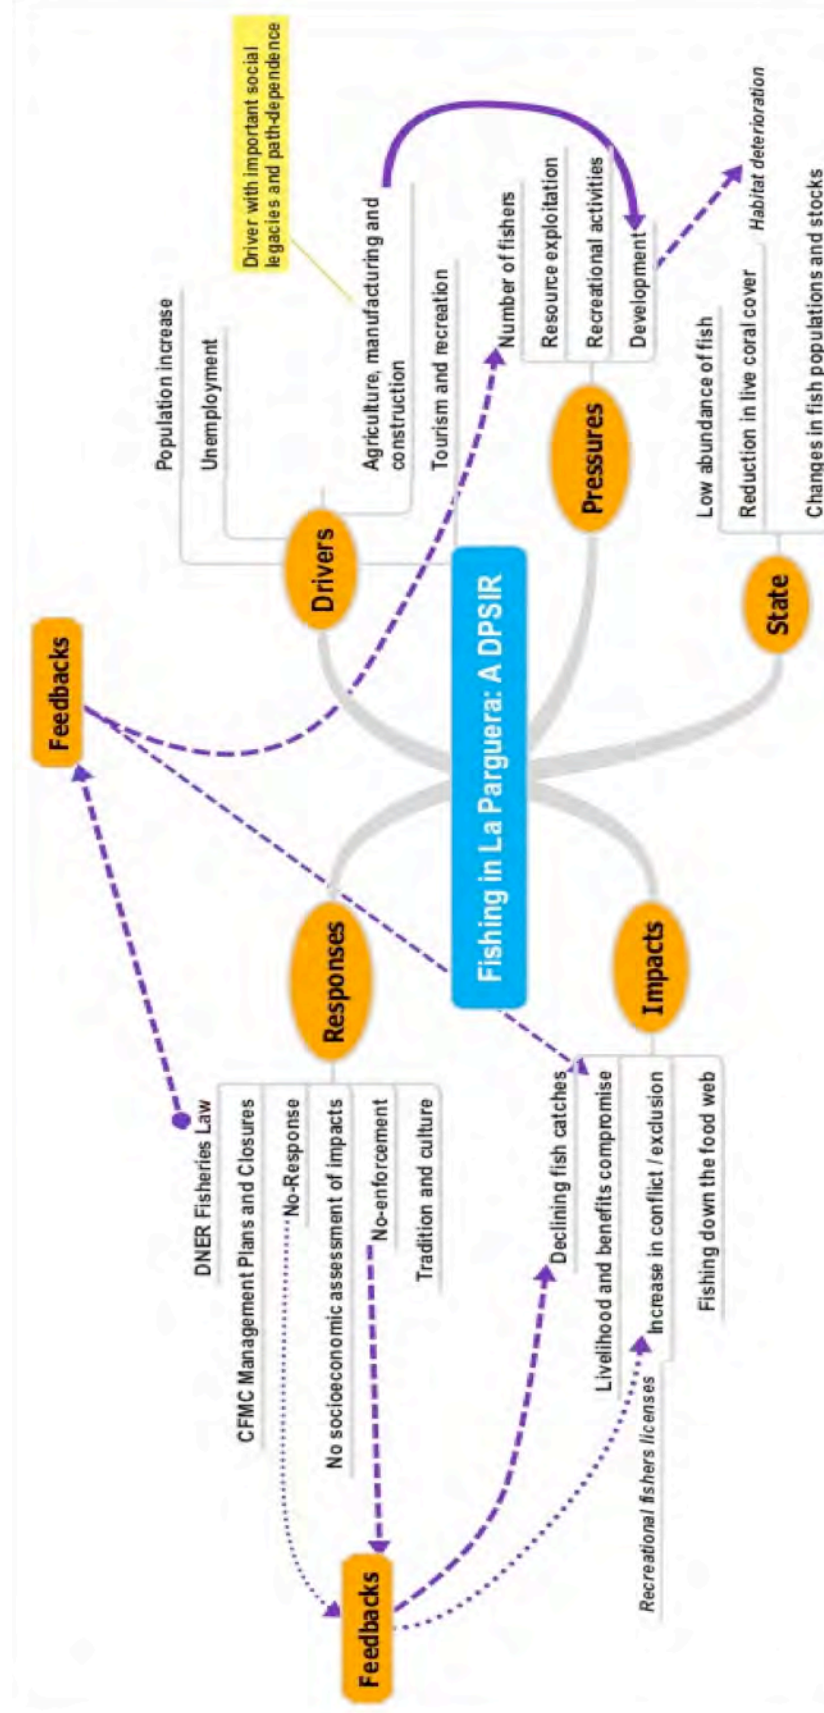 Feedbacks
Driver with important social
legacies and path-dependence
DNER Fisheries Law
CFMC Management Plans and Closures
No-Response
No socioeconomic assessment of impacts
No-enforcement
Tradition and culture
Responses
Drivers
Population increase
Unemployment
Agriculture, manufacturing and
construction
Tourism and recreation
Feedbacks
Fishing in La Parguera: A DPSIR
Pressures
Number of fishers
Resource exploitation
Recreational activities
Development
Declining fish catches
Livelihood and benefits compromise
Increase in conflict / exclusion
Recreational fishers licenses
Fishing down the food web
Impacts
State
Low abundance of fish
Reduction in live coral cover
Habitat deterioration
Changes in fish populations and stocks